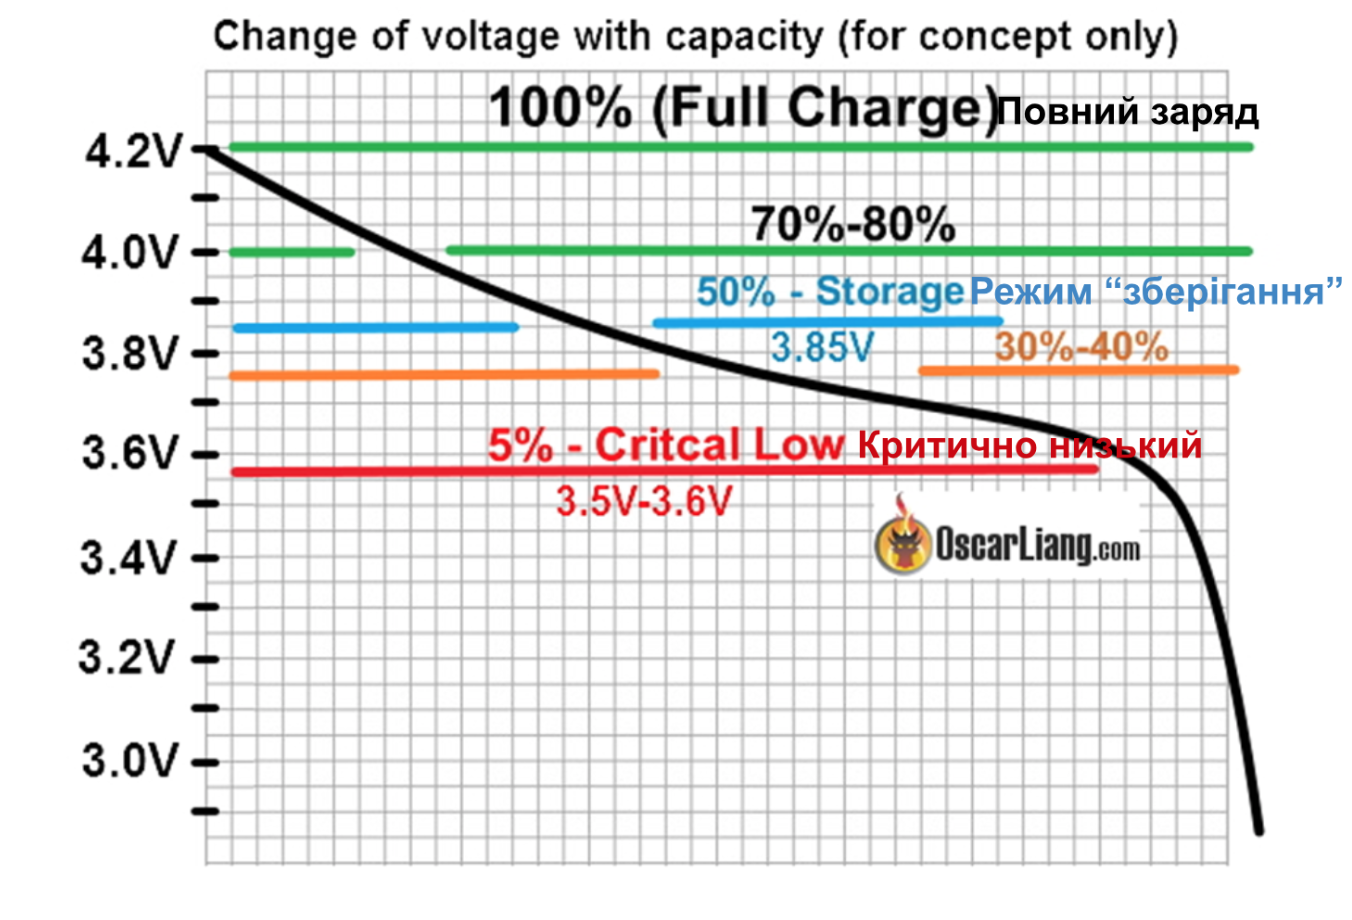 Change of voltage with capacity (for concept only)
100% (Full Charge) Повний заряд
4.2V
70%-80%
4.0V
50% - Storage Режим “зберігання”
3.8V
3.85V
30%-40%
5% - Critcal Low Критично низький
3.6V
3.5V-3.6V
OscarLiang.com
3.4V
3.2V
3.0V